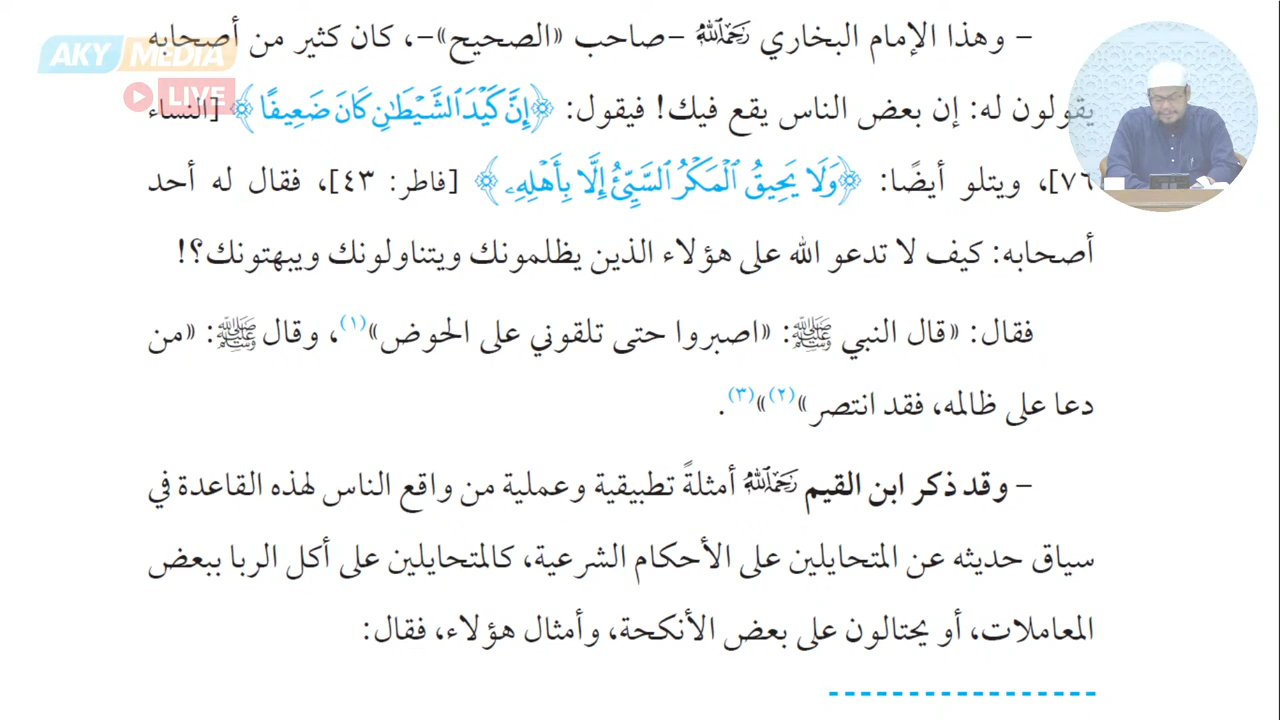 AKY MEDIA
LIVE
– وهذا الإمام البخاري رَحِمَهُ ٱللَّهُ –صاحب «الصحيح»–، كان كثير من أصحابه
يقولون له: إن بعض الناس يقع فيك! فيقول: ﴿إِنَّ كَيْدَ ٱلشَّيْطَٰنِ كَانَ ضَعِيفًا﴾ [النساء
٧٦]، ويتلو أيضًا: ﴿وَلَا يَحِيقُ ٱلْمَكْرُ ٱلسَّيِّئُ إِلَّا بِأَهْلِهِۦ﴾ [فاطر: ٤٣]، فقال له أحد
أصحابه: كيف لا تدعو الله على هؤلاء الذين يظلمونك ويتناولونك ويبهتونك؟!
فقال: «قال النبي ﷺ: «اصبروا حتى تلقوني على الحوض»(١)، وقال ﷺ: «من
دعا على ظالمه، فقد انتصر»(٢)»(٣).
– وقد ذكر ابن القيم رَحِمَهُ ٱللَّهُ أمثلةً تطبيقية وعملية من واقع الناس لهذه القاعدة في
سياق حديثه عن المتحايلين على الأحكام الشرعية، كالمتحايلين على أكل الربا ببعض
المعاملات، أو يحتالون على بعض الأنكحة، وأمثال هؤلاء، فقال: